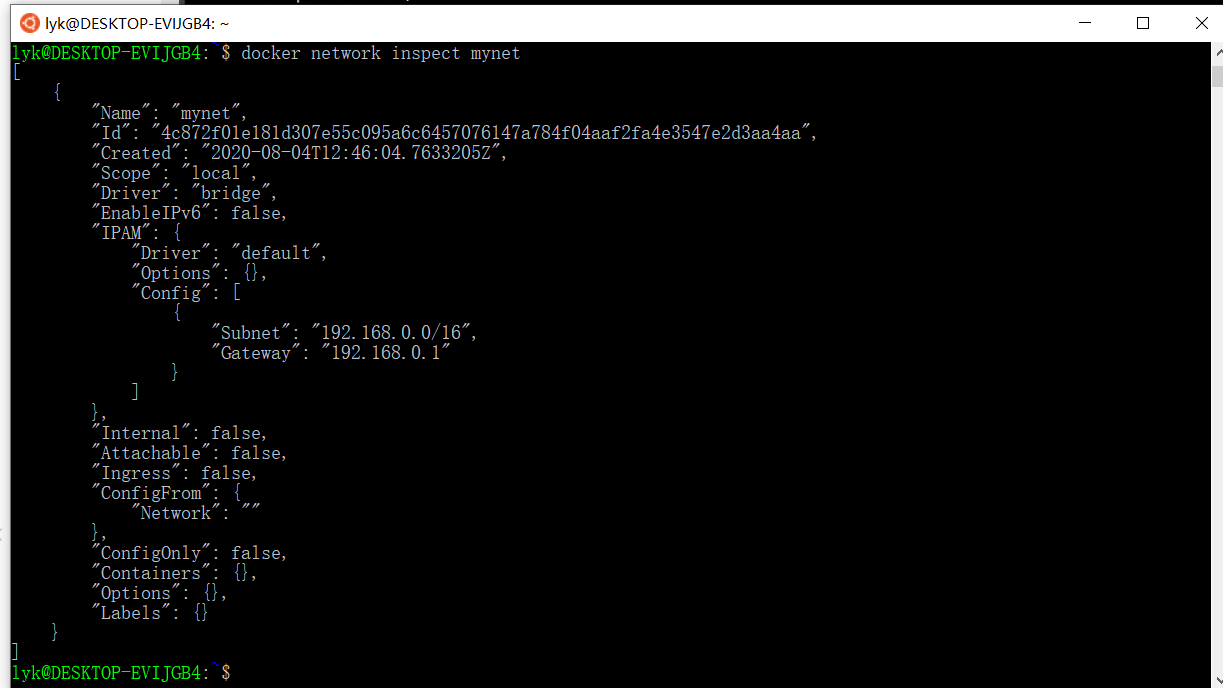 lyk@DESKTOP-EVIJGB4: ~
lyk@DESKTOP-EVIJGB4:~$ docker network inspect mynet
[
    {
        "Name": "mynet",
        "Id": "4c872f01e181d307e55c095a6c6457076147a784f04aaf2fa4e3547e2d3aa4aa",
        "Created": "2020-08-04T12:46:04.7633205Z",
        "Scope": "local",
        "Driver": "bridge",
        "EnableIPv6": false,
        "IPAM": {
            "Driver": "default",
            "Options": {},
            "Config": [
                {
                    "Subnet": "192.168.0.0/16",
                    "Gateway": "192.168.0.1"
                }
            ]
        },
        "Internal": false,
        "Attachable": false,
        "Ingress": false,
        "ConfigFrom": {
            "Network": ""
        },
        "ConfigOnly": false,
        "Containers": {},
        "Options": {},
        "Labels": {}
    }
]
lyk@DESKTOP-EVIJGB4:~$